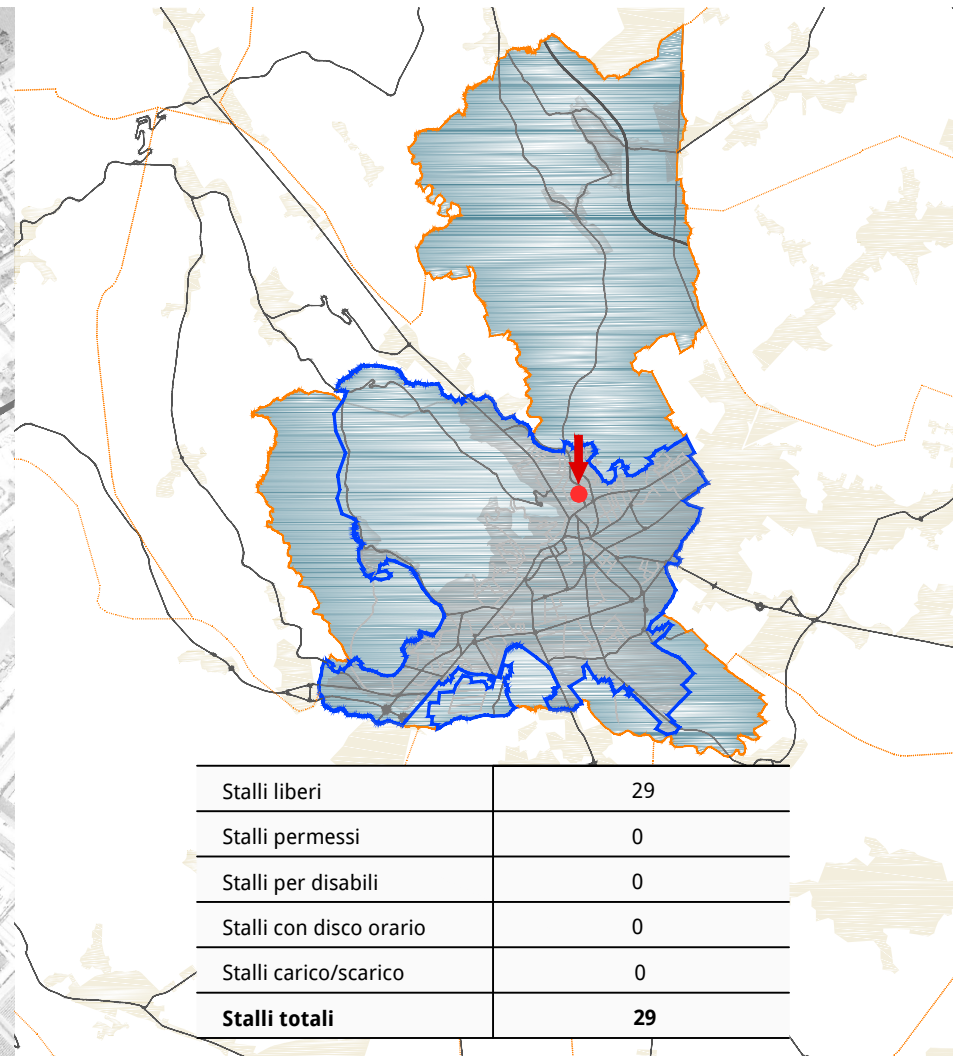 Stalli liberi 29
Stalli permessi 0
Stalli per disabili 0
Stalli con disco orario 0
Stalli carico/scarico 0
Stalli totali 29